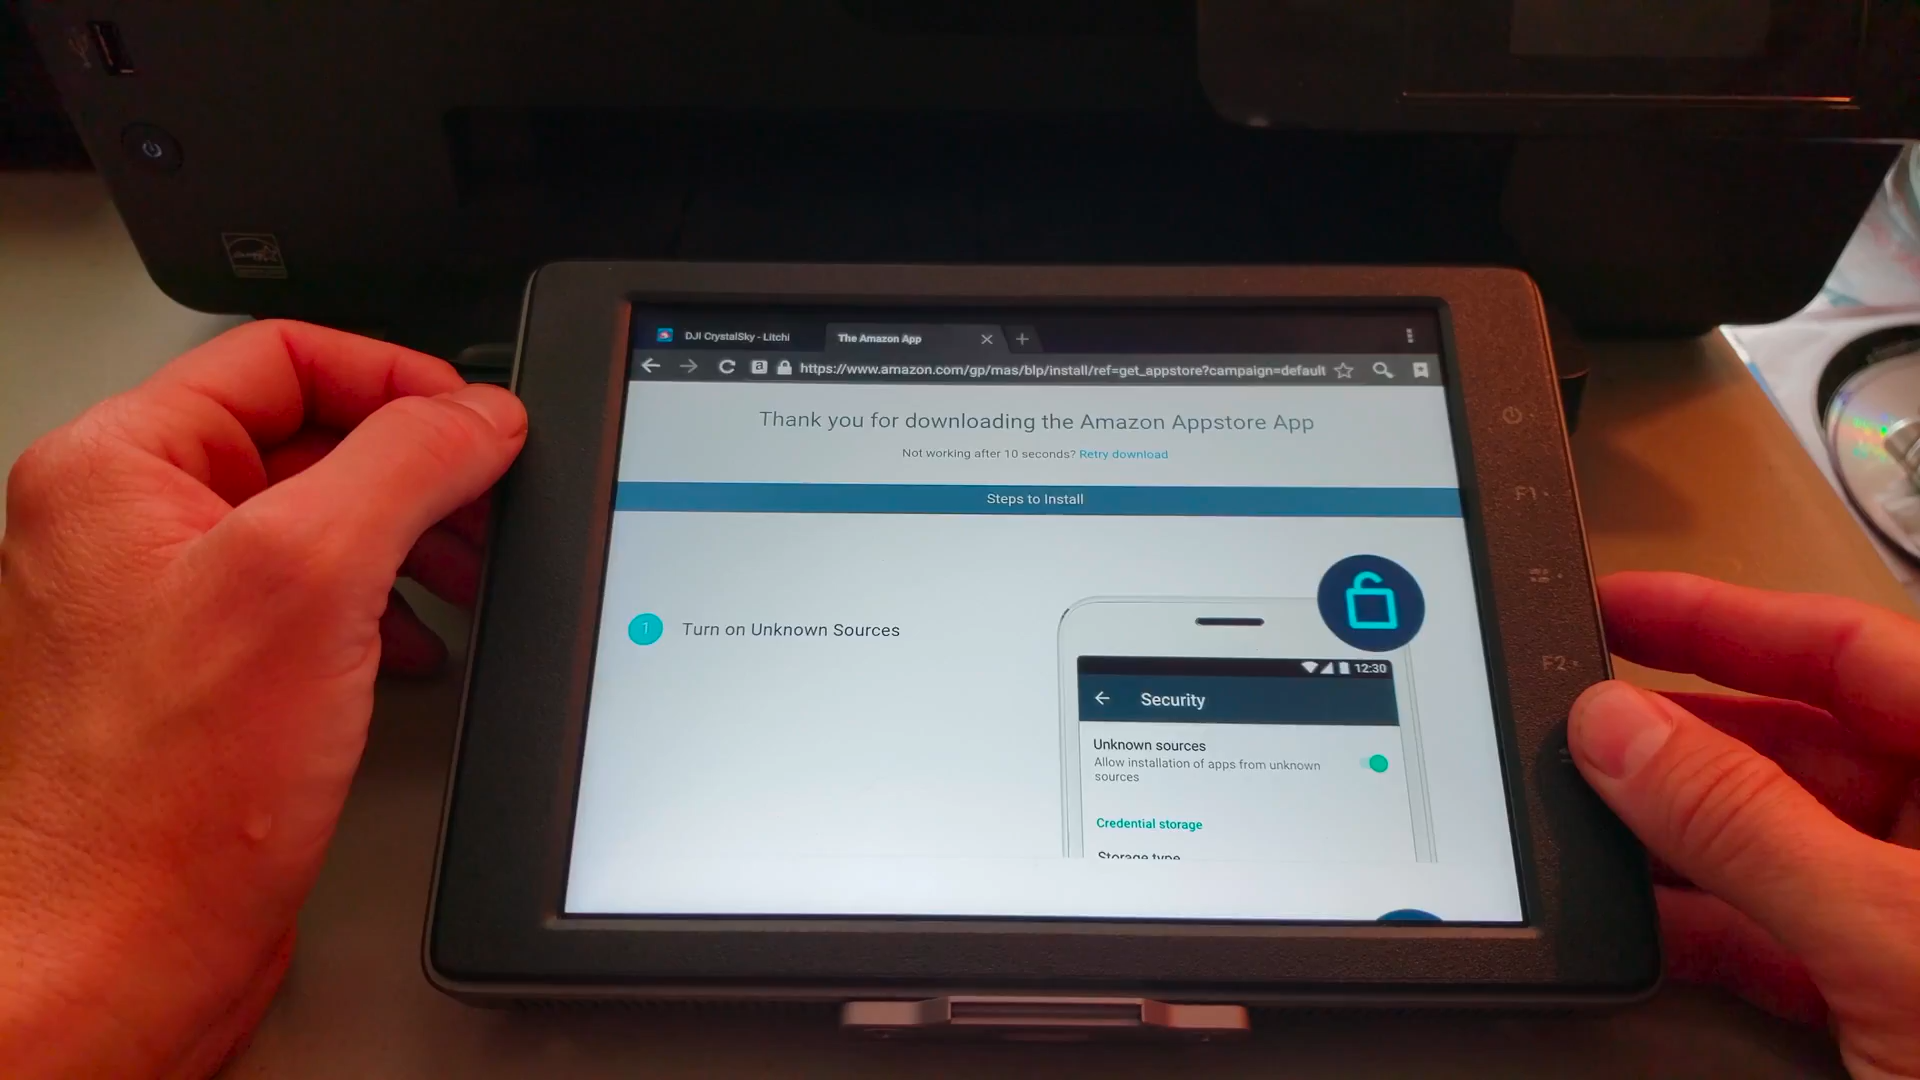 DJI CrystalSky - Litchi
The Amazon App
https://www.amazon.com/gp/mas/blp/install/ref=get_appstore?campaign=default
Thank you for downloading the Amazon Appstore App
Not working after 10 seconds? Retry download
Steps to Install
1 Turn on Unknown Sources
12:30
Security
Unknown sources
Allow installation of apps from unknown
sources
Credential storage
Storage type
F1
F2